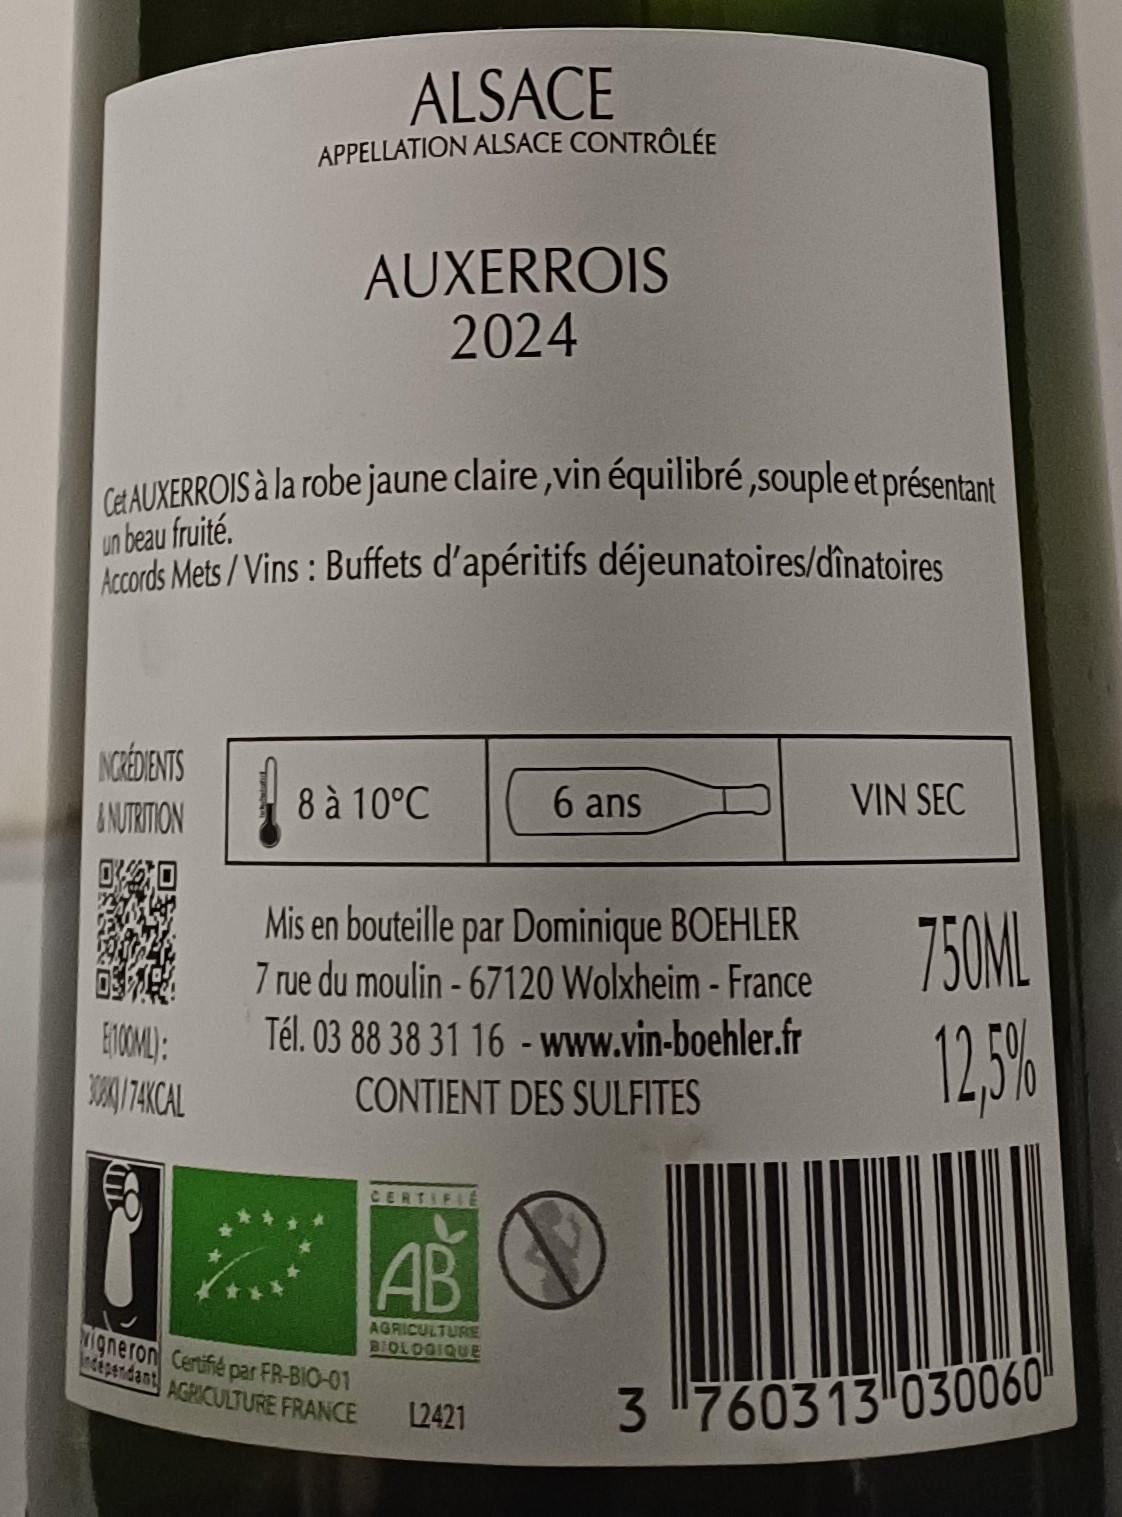 ALSACE
APPELLATION ALSACE CONTRÔLÉE
AUXERROIS
2024
Cet AUXERROIS à la robe jaune claire ,vin équilibré ,souple et présentant
un beau fruité.
Accords Mets / Vins : Buffets d'apéritifs déjeunatoires/dînatoires
INGRÉDIENTS
& NUTRITION
E(100ML) :
308KJ/74KCAL
8 à 10°C
6 ans
VIN SEC
Mis en bouteille par Dominique BOEHLER
7 rue du moulin - 67120 Wolxheim - France
Tél. 03 88 38 31 16 - www.vin-boehler.fr
CONTIENT DES SULFITES
750ML
12,5%
vigneron
indépendant
Certifié par FR-BIO-01
AGRICULTURE FRANCE
CERTIFIÉ
AB
AGRICULTURE
BIOLOGIQUE
L2421
3 760313 030060